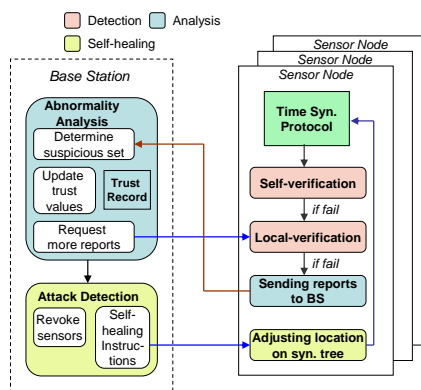 Detection
Analysis
Self-healing
Sensor Node
Sensor Node
Sensor Node
Base Station
Abnormality
Analysis
Determine
suspicious set
Update
trust
values
Trust
Record
Request
more reports
Attack Detection
Revoke
sensors
Self-
healing
Instruc-
tions
Time Syn.
Protocol
Self-verification
if fail
Local-verification
if fail
Sending reports
to BS
Adjusting location
on syn. tree